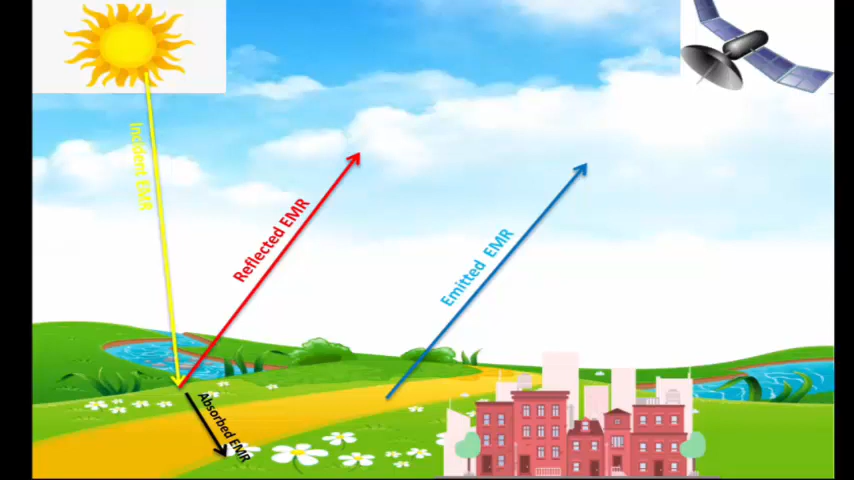 Incident EMR
Reflected EMR
Emitted EMR
Absorbed EMR